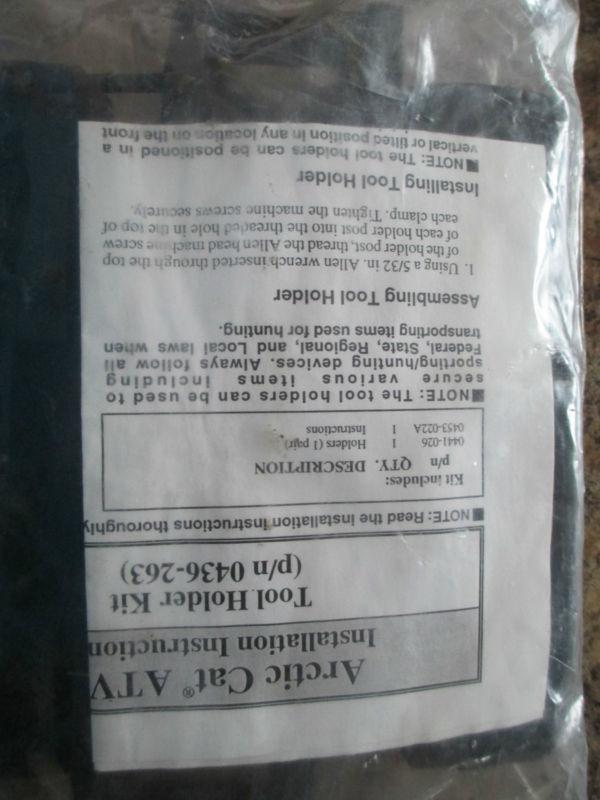 Arctic Cat® ATV
Installation Instruction
Tool Holder Kit
(p/n 0436-263)
■NOTE: Read the installation instructions thoroughly
Kit includes:
p/n QTY. DESCRIPTION
0441-026 1 Holders (1 pair)
0453-022A 1 Instructions
■NOTE: The tool holders can be used to
secure various items including
sporting/hunting devices. Always follow all
Federal, State, Regional, and Local laws when
transporting items used for hunting.
Assembling Tool Holder
1. Using a 5/32 in. Allen wrench inserted through the top
of the holder post, thread the Allen head machine screw
of each holder post into the threaded hole in the top of
each clamp. Tighten the machine screws securely.
Installing Tool Holder
■NOTE: The tool holders can be positioned in a
vertical or tilted position in any location on the front